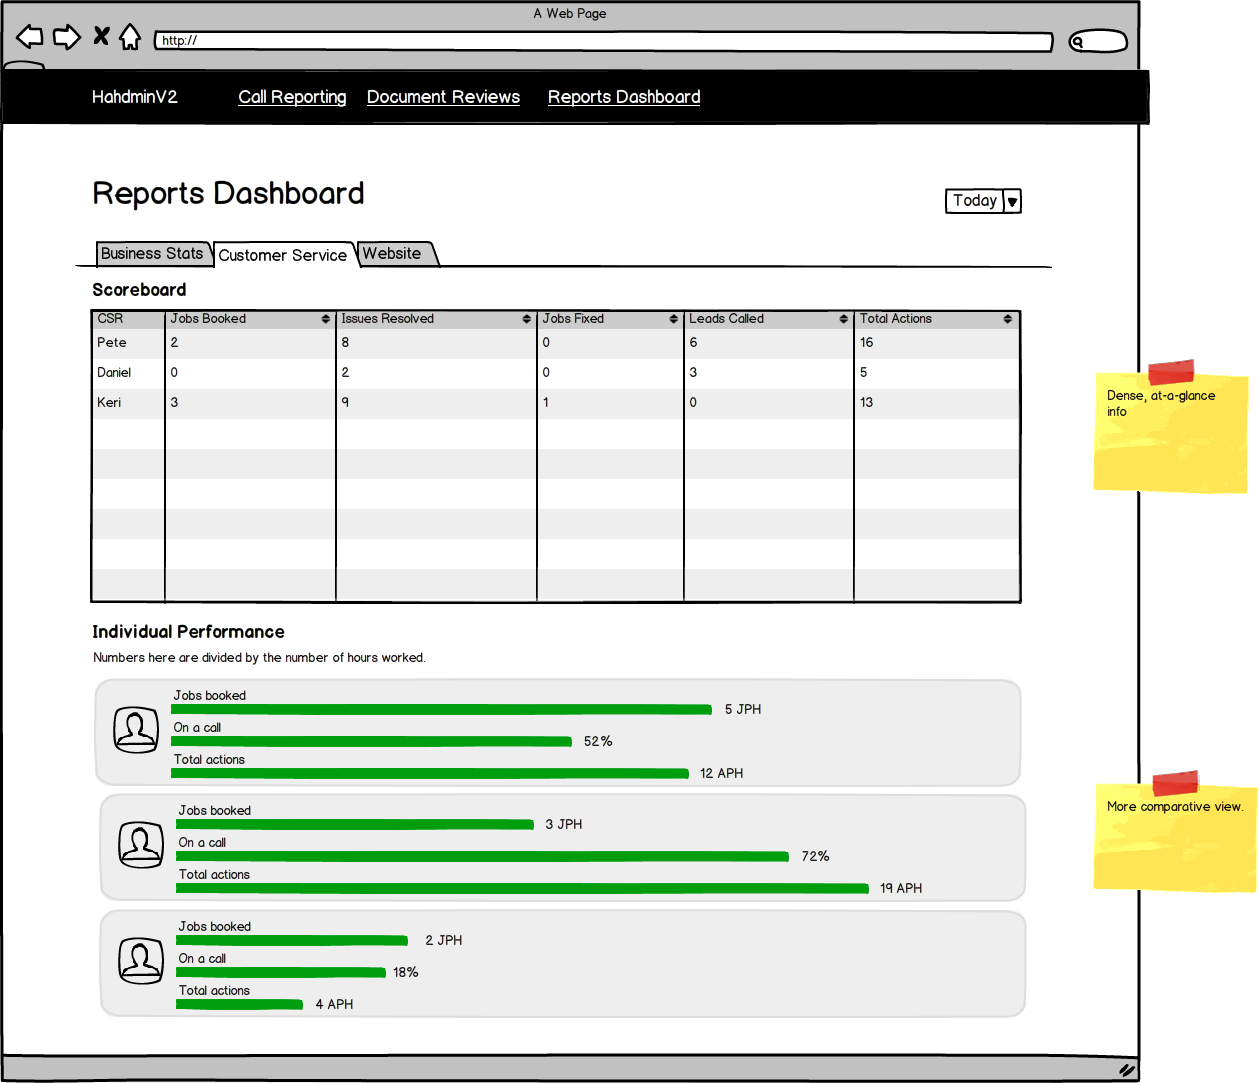 A Web Page
http://
HahdminV2 Call Reporting Document Reviews Reports Dashboard
Reports Dashboard
Today
Business Stats Customer Service Website
Scoreboard
CSR Jobs Booked Issues Resolved Jobs Fixed Leads Called Total Actions
Pete 2 8 0 6 16
Daniel 0 2 0 3 5
Keri 3 9 1 0 13
Dense, at-a-glance
info
Individual Performance
Numbers here are divided by the number of hours worked.
Jobs booked
5 JPH
On a call
52%
Total actions
12 APH
More comparative view.
Jobs booked
3 JPH
On a call
72%
Total actions
19 APH
Jobs booked
2 JPH
On a call
18%
Total actions
4 APH